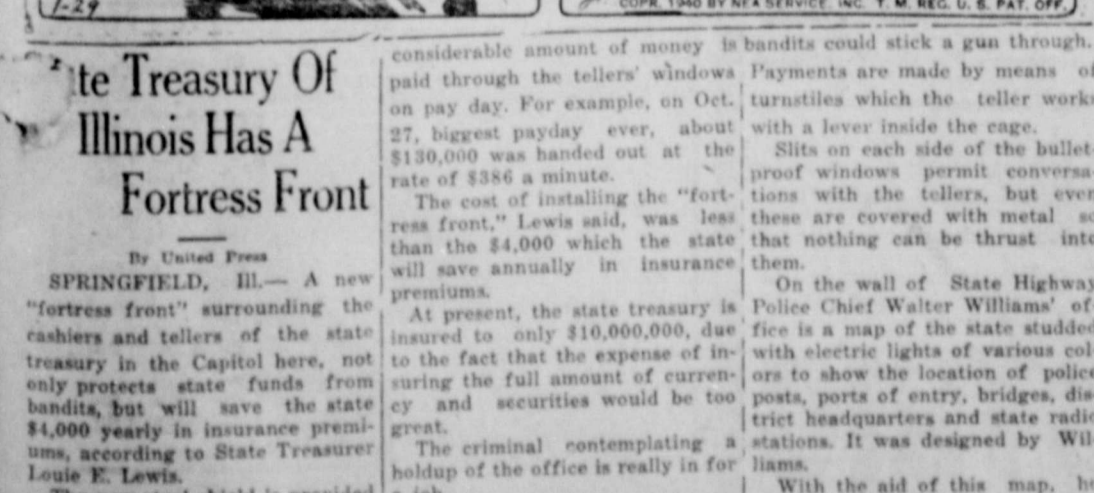 1-29
COPR. 1940 BY NEA SERVICE, INC. T. M. REG. U. S. PAT. OFF.
te Treasury Of
Illinois Has A
Fortress Front
By United Press
SPRINGFIELD, Ill.— A new
"fortress front" surrounding the
cashiers and tellers of the state
treasury in the Capitol here, not
only protects state funds from
bandits, but will save the state
$4,000 yearly in insurance premi-
ums, according to State Treasurer
Louie E. Lewis.
considerable amount of money is
paid through the tellers' windows
on pay day. For example, on Oct.
27, biggest payday ever, about
$130,000 was handed out at the
rate of $386 a minute.
The cost of installing the "fort-
ress front," Lewis said, was less
than the $4,000 which the state
will save annually in insurance
premiums.
At present, the state treasury is
insured to only $10,000,000, due
to the fact that the expense of in-
suring the full amount of curren-
cy and securities would be too
great.
The criminal contemplating a
holdup of the office is really in for
bandits could stick a gun through.
Payments are made by means of
turnstiles which the teller works
with a lever inside the cage.
Slits on each side of the bullet-
proof windows permit conversa-
tions with the tellers, but even
these are covered with metal so
that nothing can be thrust into
them.
On the wall of State Highway
Police Chief Walter Williams' of-
fice is a map of the state studded
with electric lights of various col-
ors to show the location of police
posts, ports of entry, bridges, dis-
trict headquarters and state radio
stations. It was designed by Wil-
liams.
With the aid of this map, he